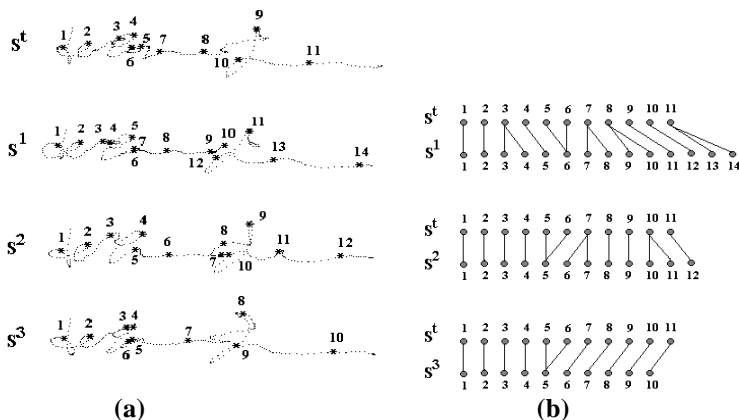 S^t 1 2 3 4 5 6 7 8 9 10 11
S^1 1 2 3 4 5 6 7 8 9 10 11 12 13 14
S^2 1 2 3 4 5 6 7 8 9 10 11 12
S^3 1 2 3 4 5 6 7 8 9 10
(a)
1 2 3 4 5 6 7 8 9 10 11
S^t
S^1
1 2 3 4 5 6 7 8 9 10 11 12 13 14
1 2 3 4 5 6 7 8 9 10 11
S^t
S^2
1 2 3 4 5 6 7 8 9 10 11 12
1 2 3 4 5 6 7 8 9 10 11
S^t
S^3
1 2 3 4 5 6 7 8 9 10
(b)